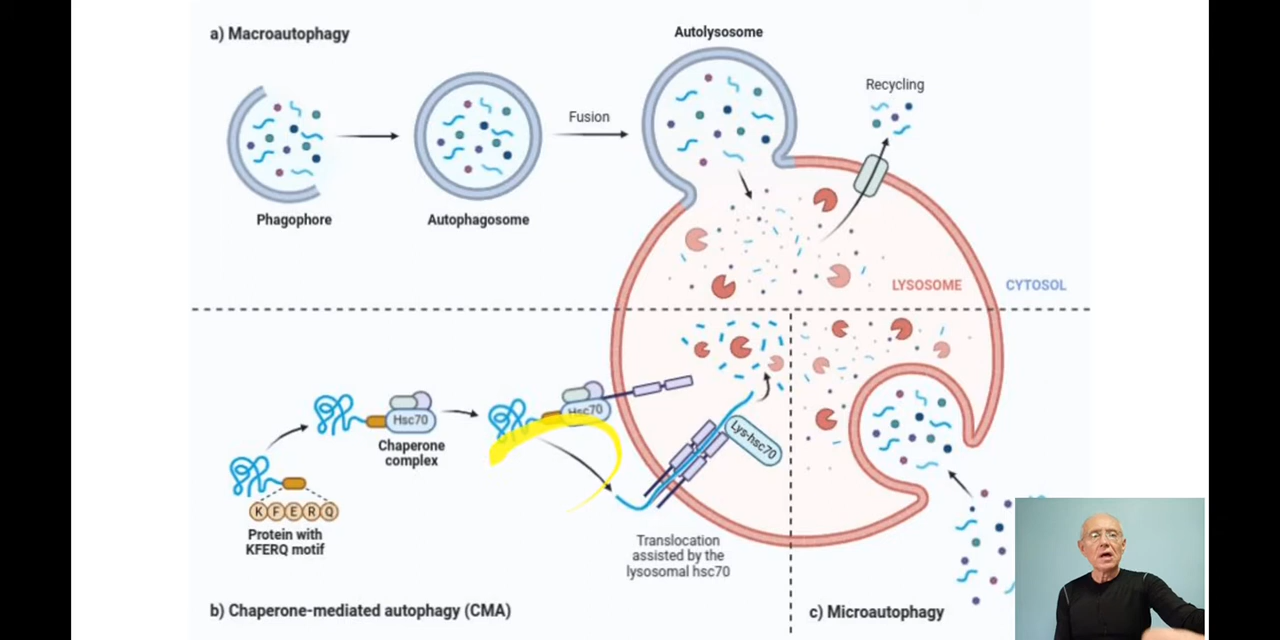 a) Macroautophagy
Autolysosome
Recycling
Fusion
Phagophore
Autophagosome
LYSOSOME
CYTOSOL
Hsc70
Hsc70
Chaperone
complex
Lys-hsc70
K F E R Q
Protein with
KFERQ motif
Translocation
assisted by the
lysosomal hsc70
b) Chaperone-mediated autophagy (CMA)
c) Microautophagy